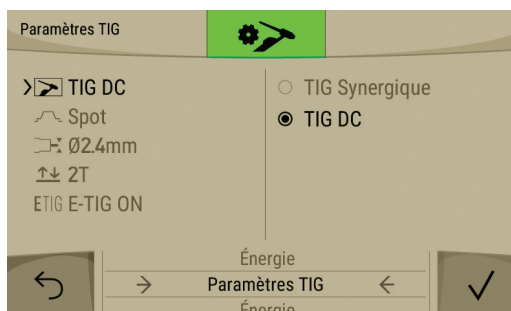 Paramètres TIG
TIG DC
Spot
Ø2.4mm
2T
ETIG E-TIG ON
TIG Synergique
TIG DC
Énergie
Paramètres TIG
Énergie